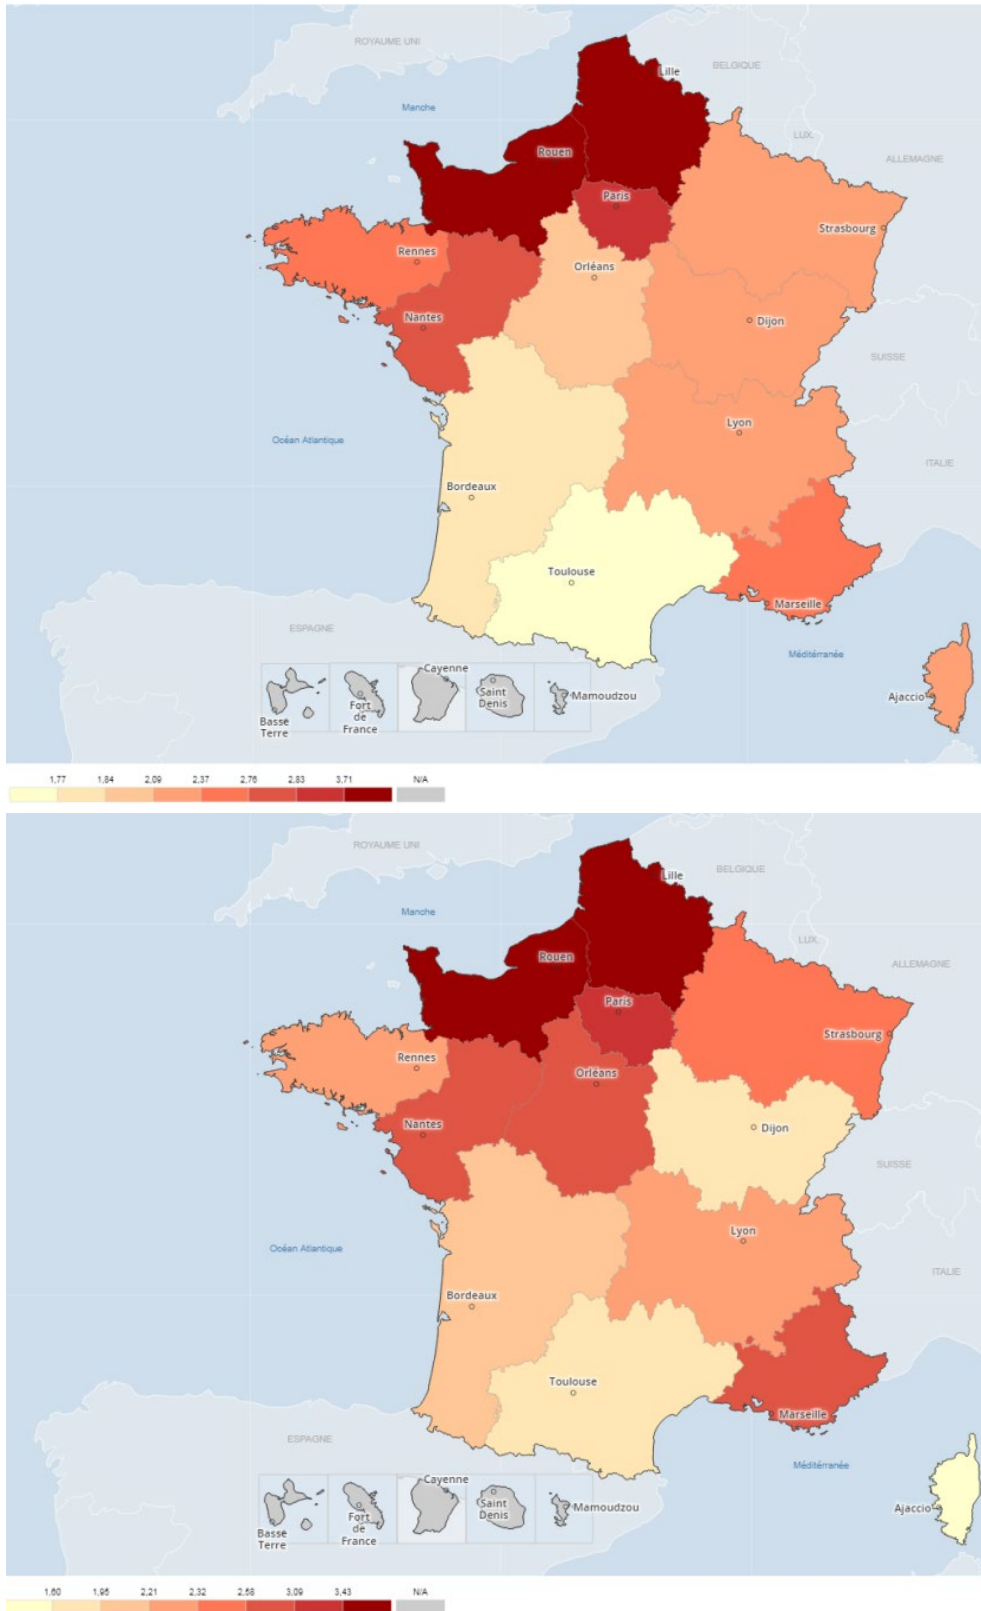 ROYAUME UNI
Lille
BELGIQUE
Manche
LUX.
Rouen
ALLEMAGNE
Paris
Strasbourg
Rennes
Orléans
Nantes
Dijon
SUISSE
Lyon
Océan Atlantique
ITALIE
Bordeaux
Toulouse
Marseille
ESPAGNE
Méditérranée
Cayenne
Ajaccio
Saint
Denis
Mamoudzou
Fort
de
France
Basse
Terre
1,77 1,84 2,09 2,37 2,76 2,83 3,71 N/A
ROYAUME UNI
Lille
BELGIQUE
Manche
LUX.
Rouen
ALLEMAGNE
Paris
Strasbourg
Rennes
Orléans
Nantes
Dijon
SUISSE
Lyon
Océan Atlantique
ITALIE
Bordeaux
Toulouse
Marseille
ESPAGNE
Méditérranée
Cayenne
Ajaccio
Saint
Denis
Mamoudzou
Fort
de
France
Basse
Terre
1,60 1,95 2,21 2,32 2,58 3,09 3,43 N/A